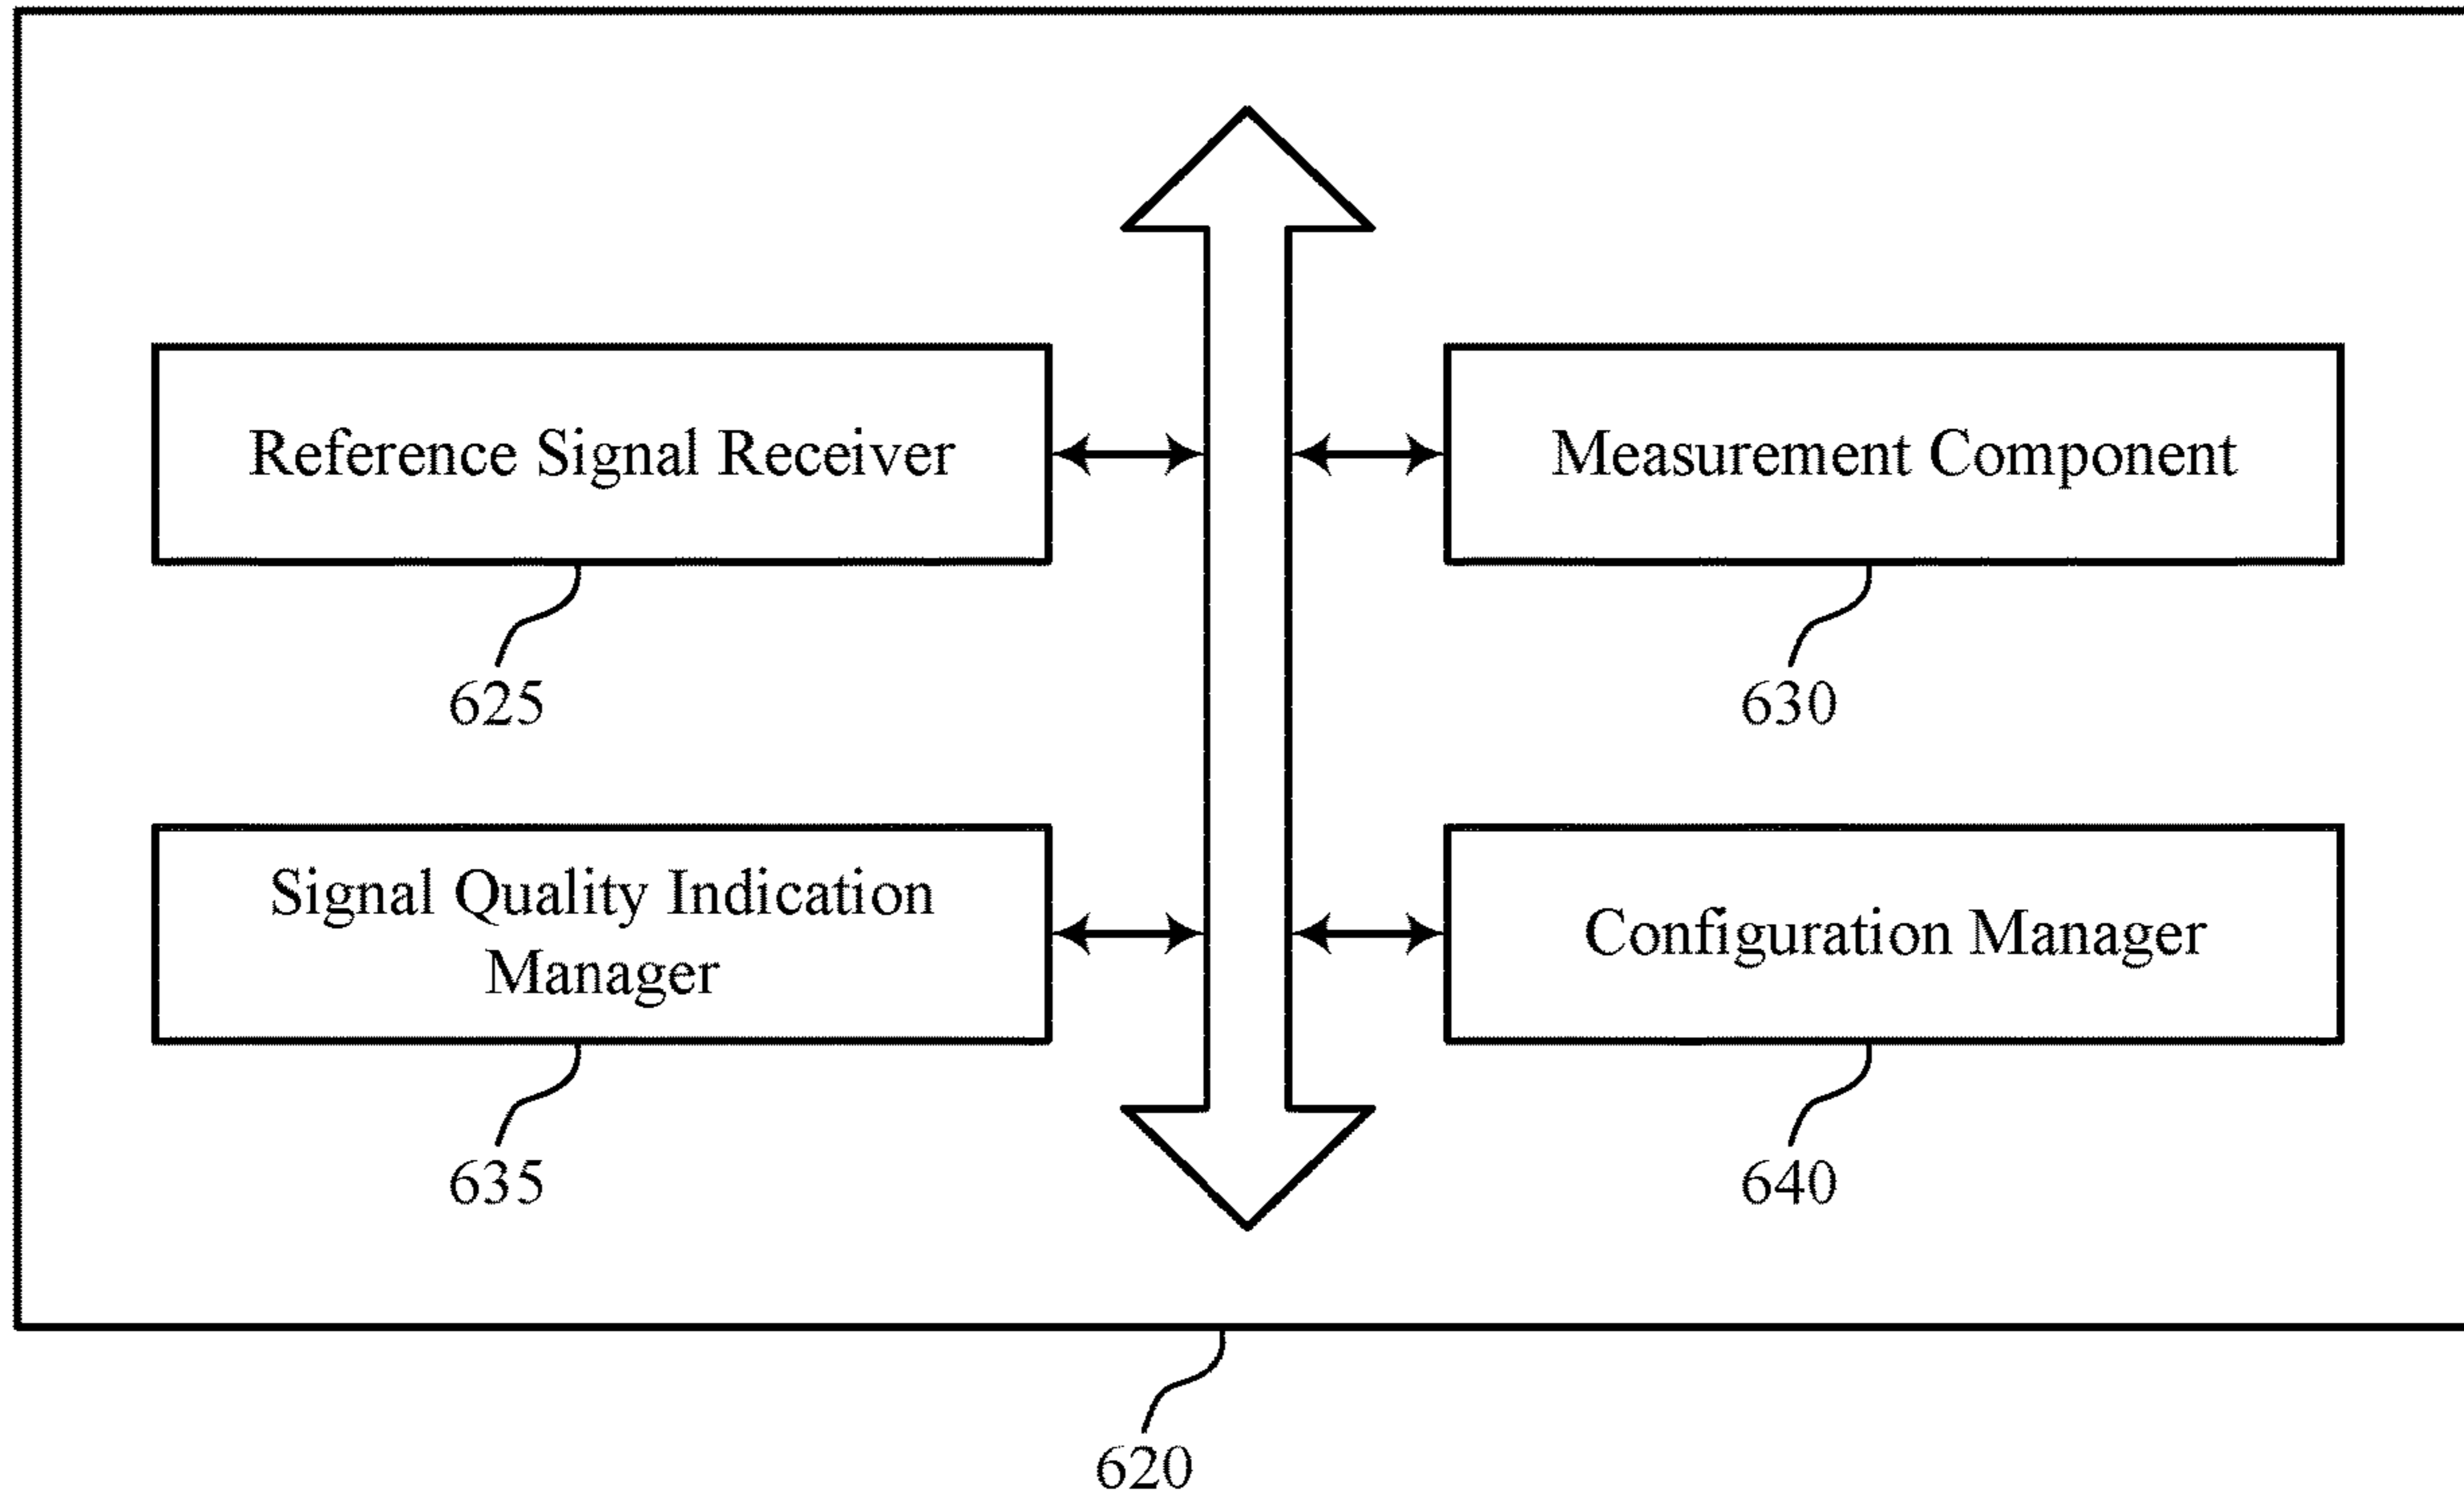 Reference Signal Receiver
Measurement Component
625
630
Signal Quality Indication
Manager
Configuration Manager
635
640
620